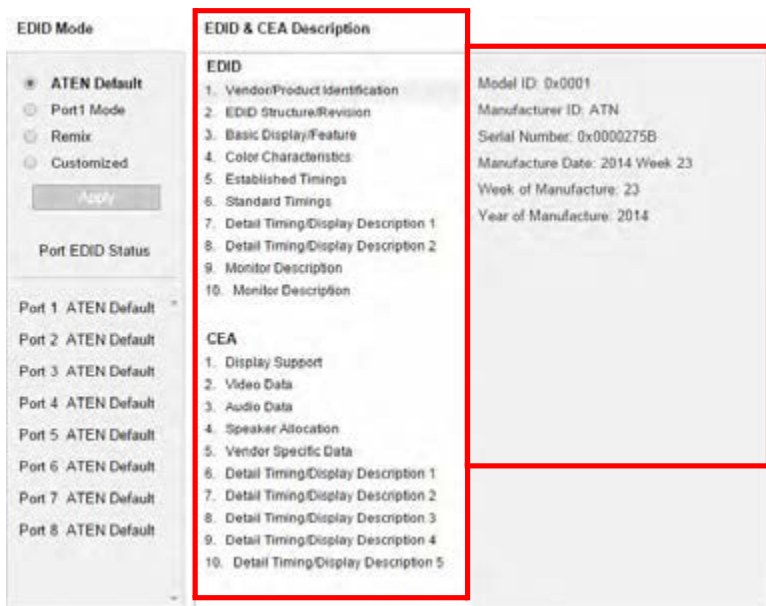 EDID Mode
ATEN Default
Port1 Mode
Remix
Customized
Apply
Port EDID Status
Port 1 ATEN Default
Port 2 ATEN Default
Port 3 ATEN Default
Port 4 ATEN Default
Port 5 ATEN Default
Port 6 ATEN Default
Port 7 ATEN Default
Port 8 ATEN Default
EDID & CEA Description
EDID
1. Vendor/Product Identification
2. EDID Structure/Revision
3. Basic Display/Feature
4. Color Characteristics
5. Established Timings
6. Standard Timings
7. Detail Timing/Display Description 1
8. Detail Timing/Display Description 2
9. Monitor Description
10. Monitor Description
CEA
1. Display Support
2. Video Data
3. Audio Data
4. Speaker Allocation
5. Vendor Specific Data
6. Detail Timing/Display Description 1
7. Detail Timing/Display Description 2
8. Detail Timing/Display Description 3
9. Detail Timing/Display Description 4
10. Detail Timing/Display Description 5
Model ID: 0x0001
Manufacturer ID: ATN
Serial Number: 0x0000275B
Manufacture Date: 2014 Week 23
Week of Manufacture: 23
Year of Manufacture: 2014